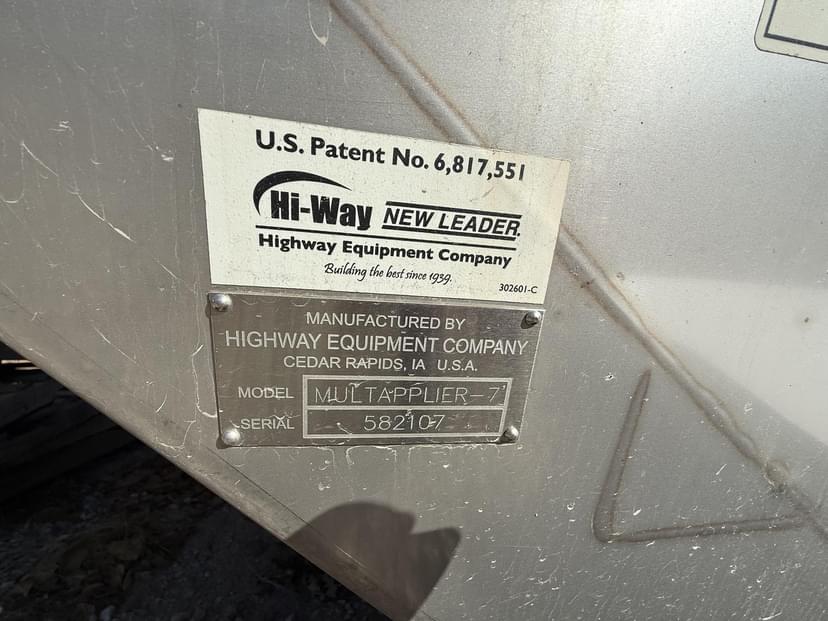 U.S. Patent No. 6,817,551
Hi-Way NEW LEADER
Highway Equipment Company
Building the best since 1939.
302601-C
MANUFACTURED BY
HIGHWAY EQUIPMENT COMPANY
CEDAR RAPIDS, IA U.S.A.
MODEL MULTAPPLIER-7
SERIAL 582107